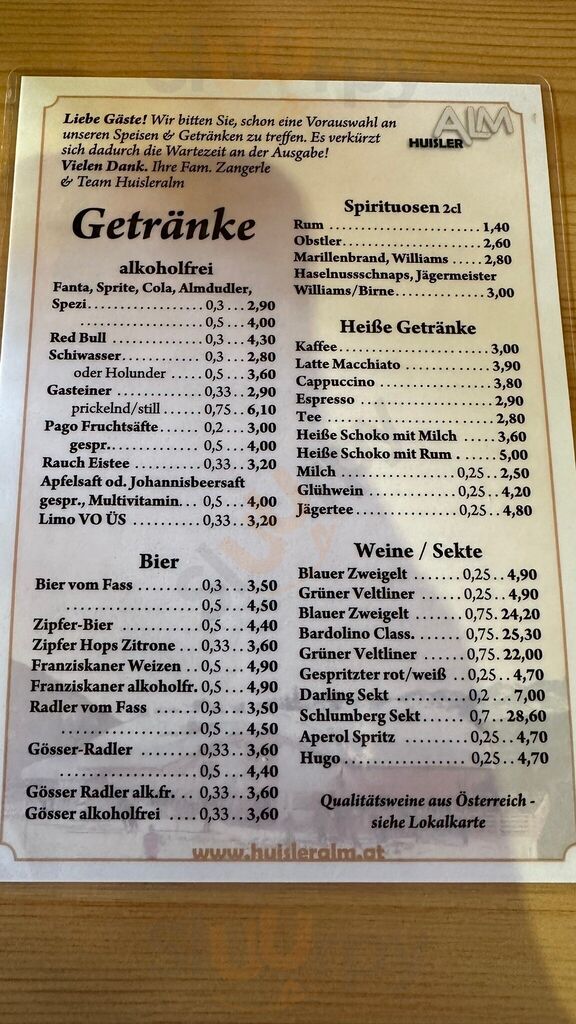 Liebe Gäste! Wir bitten Sie, schon eine Vorauswahl an
unseren Speisen & Getränken zu treffen. Es verkürzt
sich dadurch die Wartezeit an der Ausgabe!
Vielen Dank. Ihre Fam. Zangerle
& Team Huisleralm
ALM
HUISLER
Getränke
alkoholfrei
Fanta, Sprite, Cola, Almdudler,
Spezi.................... 0,3 ... 2,90
..................... 0,5 ... 4,00
Red Bull ................ 0,3 ... 4,30
Schiwasser.............. 0,3 ... 2,80
oder Holunder ..... 0,5 ... 3,60
Gasteiner ............ 0,33 .. 2,90
prickelnd/still ...... 0,75 .. 6,10
Pago Fruchtsäfte...... 0,2 ... 3,00
gespr................ 0,5 ... 4,00
Rauch Eistee ......... 0,33 .. 3,20
Apfelsaft od. Johannisbeersaft
gespr., Multivitamin... 0,5 ... 4,00
Limo VO ÜS .......... 0,33 .. 3,20
Bier
Bier vom Fass .......... 0,3 ... 3,50
..................... 0,5 ... 4,50
Zipfer-Bier ............ 0,5 ... 4,40
Zipfer Hops Zitrone ... 0,33 .. 3,60
Franziskaner Weizen .. 0,5 ... 4,90
Franziskaner alkoholfr. 0,5 ... 4,90
Radler vom Fass ....... 0,3 ... 3,50
..................... 0,5 ... 4,50
Gösser-Radler ........ 0,33 .. 3,60
..................... 0,5 ... 4,40
Gösser Radler alk.fr. .. 0,33 .. 3,60
Gösser alkoholfrei .... 0,33 .. 3,60
Spirituosen 2cl
Rum ........................ 1,40
Obstler...................... 2,60
Marillenbrand, Williams ..... 2,80
Haselnussschnaps, Jägermeister
Williams/Birne............... 3,00
Heiße Getränke
Kaffee....................... 3,00
Latte Macchiato ............. 3,90
Cappuccino .................. 3,80
Espresso .................... 2,90
Tee ......................... 2,80
Heiße Schoko mit Milch ..... 3,60
Heiße Schoko mit Rum ...... 5,00
Milch ................. 0,25 .. 2,50
Glühwein ............. 0,25 .. 4,20
Jägertee............... 0,25 .. 4,80
Weine / Sekte
Blauer Zweigelt ....... 0,25 .. 4,90
Grüner Veltliner ...... 0,25 .. 4,90
Blauer Zweigelt ....... 0,75. 24,20
Bardolino Class. ...... 0,75. 25,30
Grüner Veltliner ...... 0,75. 22,00
Gespritzter rot/weiß .. 0,25 .. 4,70
Darling Sekt ........... 0,2 ... 7,00
Schlumberg Sekt...... 0,7 .. 28,60
Aperol Spritz ......... 0,25 .. 4,70
Hugo ................. 0,25 .. 4,70
Qualitätsweine aus Österreich -
siehe Lokalkarte
www.huisleralm.at